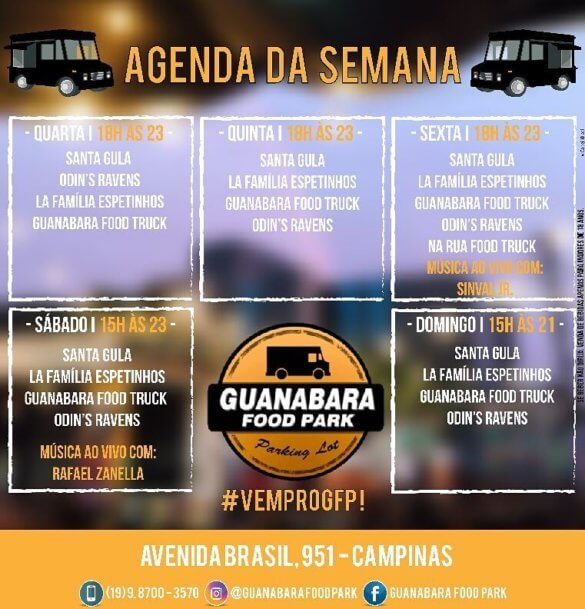 AGENDA DA SEMANA
- QUARTA | 18H ÀS 23 -
SANTA GULA
ODIN'S RAVENS
LA FAMÍLIA ESPETINHOS
GUANABARA FOOD TRUCK
- QUINTA | 18H ÀS 23 -
SANTA GULA
LA FAMÍLIA ESPETINHOS
GUANABARA FOOD TRUCK
ODIN'S RAVENS
- SEXTA | 18H ÀS 23 -
SANTA GULA
LA FAMÍLIA ESPETINHOS
GUANABARA FOOD TRUCK
ODIN'S RAVENS
NA RUA FOOD TRUCK
MÚSICA AO VIVO COM:
SINVAL JR.
- SÁBADO | 15H ÀS 23 -
SANTA GULA
LA FAMÍLIA ESPETINHOS
GUANABARA FOOD TRUCK
ODIN'S RAVENS
MÚSICA AO VIVO COM:
RAFAEL ZANELLA
GUANABARA
FOOD PARK
Parking Lot
#VEMPROGFP!
- DOMINGO | 15H ÀS 21 -
SANTA GULA
LA FAMÍLIA ESPETINHOS
GUANABARA FOOD TRUCK
ODIN'S RAVENS
AVENIDA BRASIL, 951 - CAMPINAS
(19) 9. 8700-3570 @GUANABARAFOODPARK GUANABARA FOOD PARK